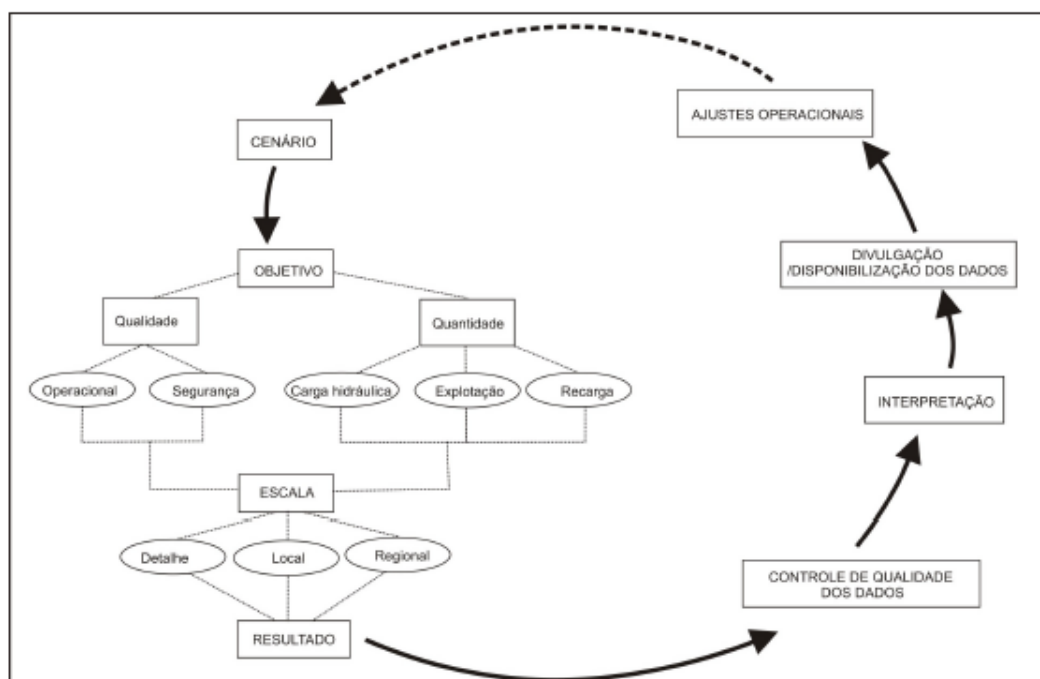 CENÁRIO
OBJETIVO
Qualidade
Quantidade
Operacional
Segurança
Carga hidráulica
Explotação
Recarga
ESCALA
Detalhe
Local
Regional
RESULTADO
CONTROLE DE QUALIDADE
DOS DADOS
INTERPRETAÇÃO
DIVULGAÇÃO
/DISPONIBILIZAÇÃO DOS DADOS
AJUSTES OPERACIONAIS